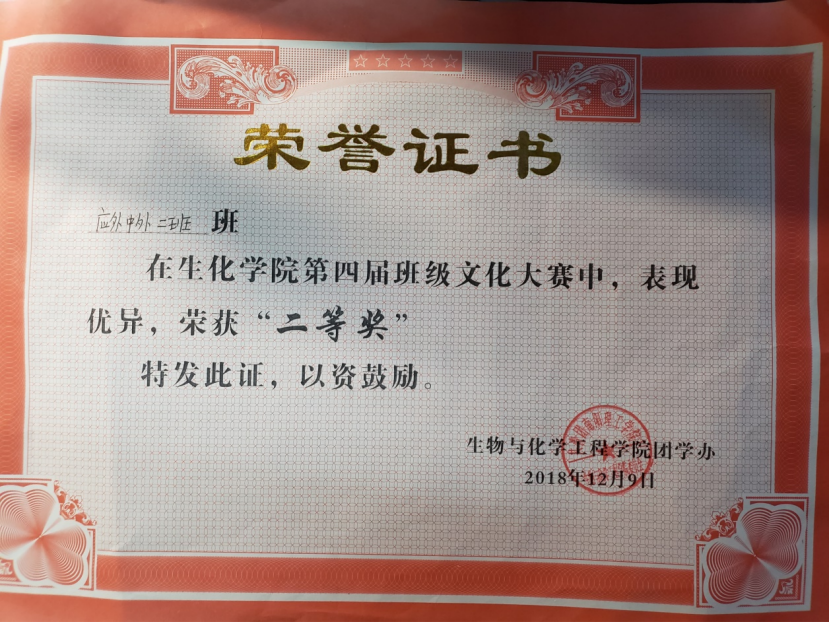 荣誉证书
应外中外二班 班
在生化学院第四届班级文化大赛中，表现
优异，荣获“二等奖”
特发此证，以资鼓励。
生物与化学工程学院团学办
2018年12月9日